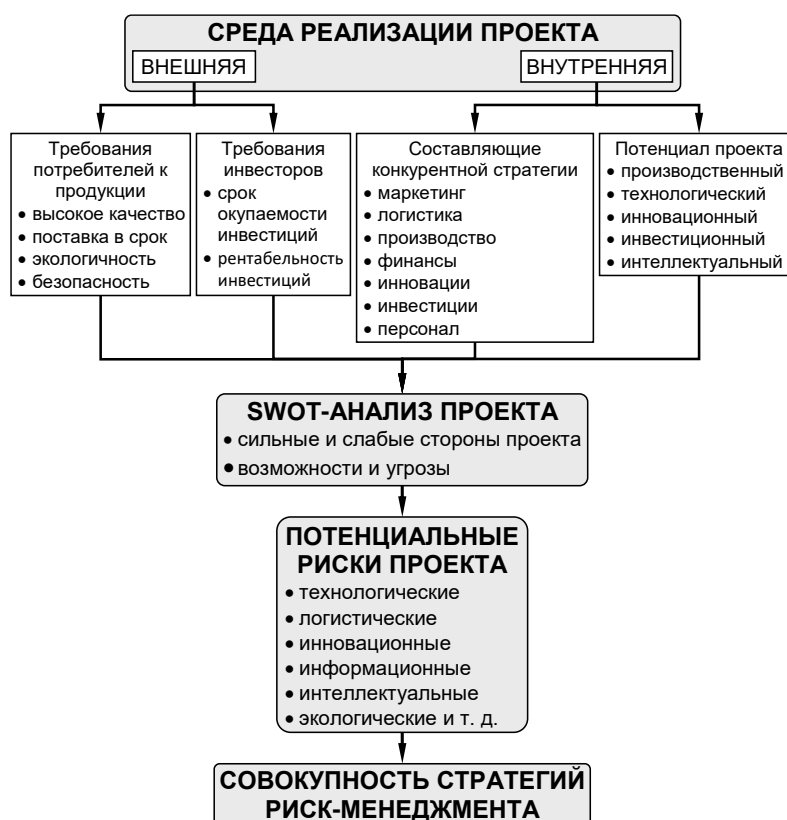 СРЕДА РЕАЛИЗАЦИИ ПРОЕКТА
ВНЕШНЯЯ
ВНУТРЕННЯЯ
Требования
потребителей к
продукции
• высокое качество
• поставка в срок
• экологичность
• безопасность
Требования
инвесторов
• срок
окупаемости
инвестиций
• рентабельность
инвестиций
Составляющие
конкурентной стратегии
• маркетинг
• логистика
• производство
• финансы
• инновации
• инвестиции
• персонал
Потенциал проекта
• производственный
• технологический
• инновационный
• инвестиционный
• интеллектуальный
SWOT-АНАЛИЗ ПРОЕКТА
• сильные и слабые стороны проекта
• возможности и угрозы
ПОТЕНЦИАЛЬНЫЕ
РИСКИ ПРОЕКТА
• технологические
• логистические
• инновационные
• информационные
• интеллектуальные
• экологические и т. д.
СОВОКУПНОСТЬ СТРАТЕГИЙ
РИСК-МЕНЕДЖМЕНТА